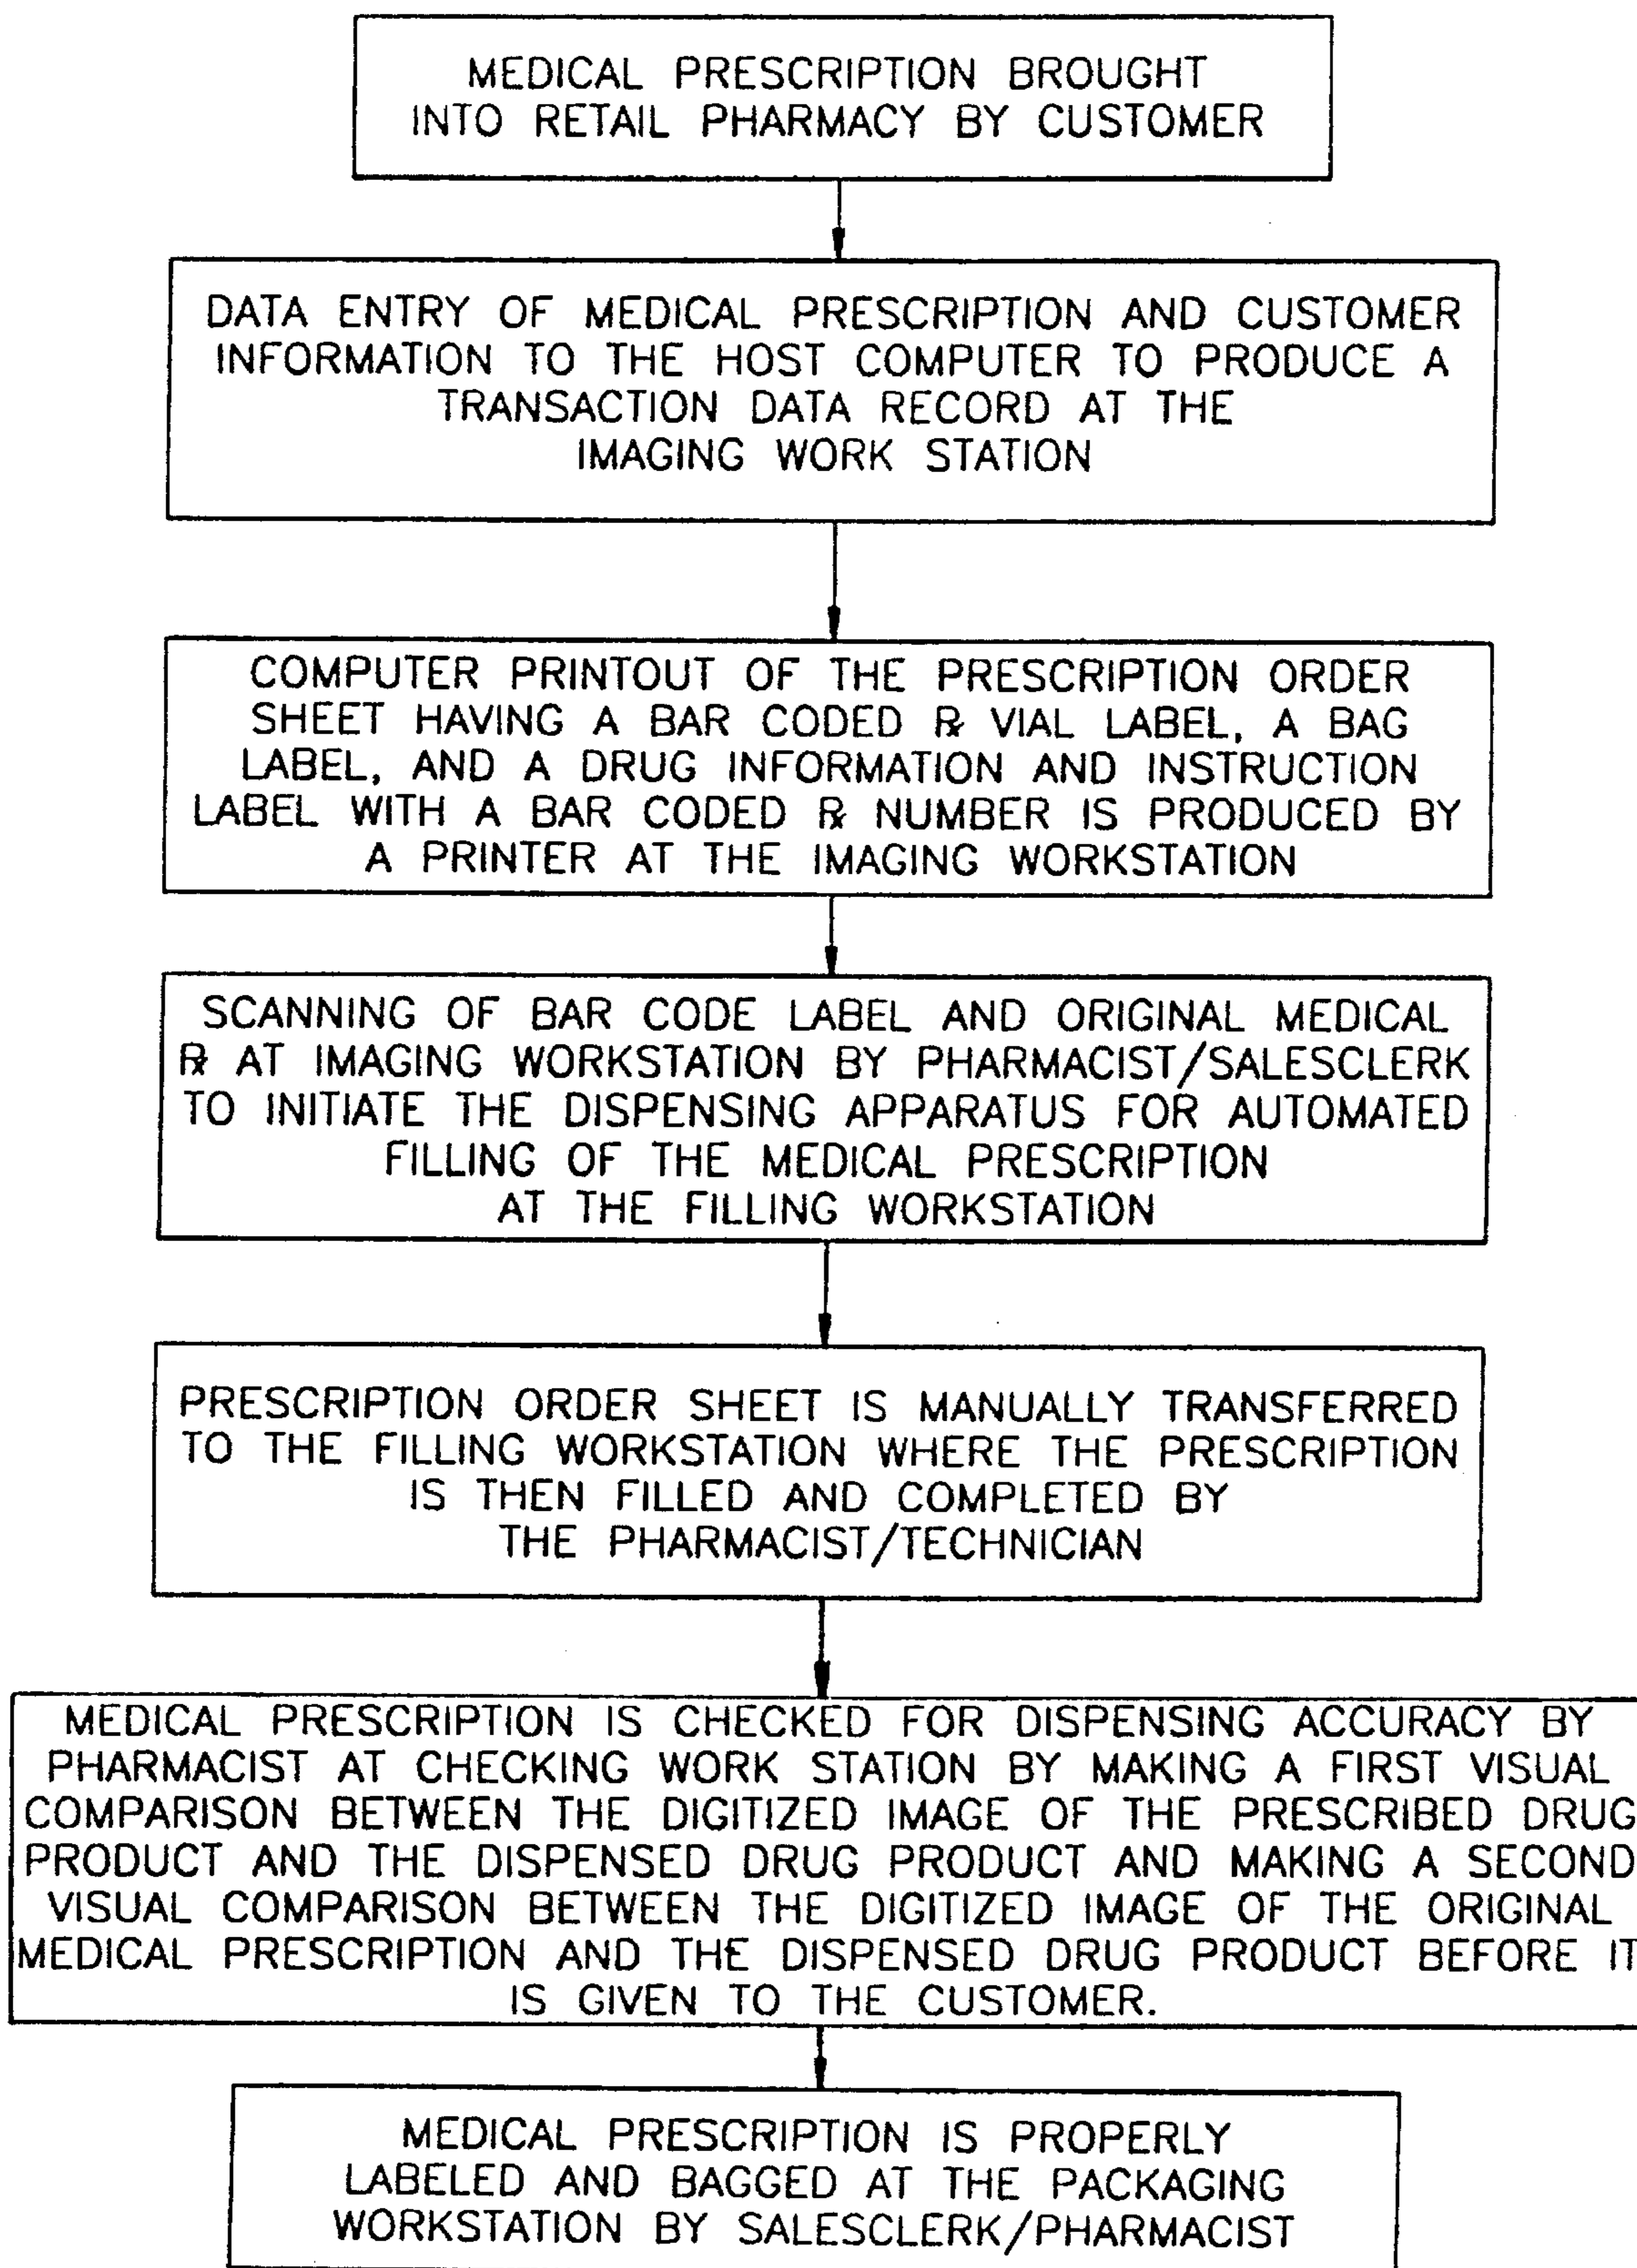 MEDICAL PRESCRIPTION BROUGHT
INTO RETAIL PHARMACY BY CUSTOMER
DATA ENTRY OF MEDICAL PRESCRIPTION AND CUSTOMER
INFORMATION TO THE HOST COMPUTER TO PRODUCE A
TRANSACTION DATA RECORD AT THE
IMAGING WORK STATION
COMPUTER PRINTOUT OF THE PRESCRIPTION ORDER
SHEET HAVING A BAR CODED ℞ VIAL LABEL, A BAG
LABEL, AND A DRUG INFORMATION AND INSTRUCTION
LABEL WITH A BAR CODED ℞ NUMBER IS PRODUCED BY
A PRINTER AT THE IMAGING WORKSTATION
SCANNING OF BAR CODE LABEL AND ORIGINAL MEDICAL
℞ AT IMAGING WORKSTATION BY PHARMACIST/SALESCLERK
TO INITIATE THE DISPENSING APPARATUS FOR AUTOMATED
FILLING OF THE MEDICAL PRESCRIPTION
AT THE FILLING WORKSTATION
PRESCRIPTION ORDER SHEET IS MANUALLY TRANSFERRED
TO THE FILLING WORKSTATION WHERE THE PRESCRIPTION
IS THEN FILLED AND COMPLETED BY
THE PHARMACIST/TECHNICIAN
MEDICAL PRESCRIPTION IS CHECKED FOR DISPENSING ACCURACY BY
PHARMACIST AT CHECKING WORK STATION BY MAKING A FIRST VISUAL
COMPARISON BETWEEN THE DIGITIZED IMAGE OF THE PRESCRIBED DRUG
PRODUCT AND THE DISPENSED DRUG PRODUCT AND MAKING A SECOND
VISUAL COMPARISON BETWEEN THE DIGITIZED IMAGE OF THE ORIGINAL
MEDICAL PRESCRIPTION AND THE DISPENSED DRUG PRODUCT BEFORE IT
IS GIVEN TO THE CUSTOMER.
MEDICAL PRESCRIPTION IS PROPERLY
LABELED AND BAGGED AT THE PACKAGING
WORKSTATION BY SALESCLERK/PHARMACIST